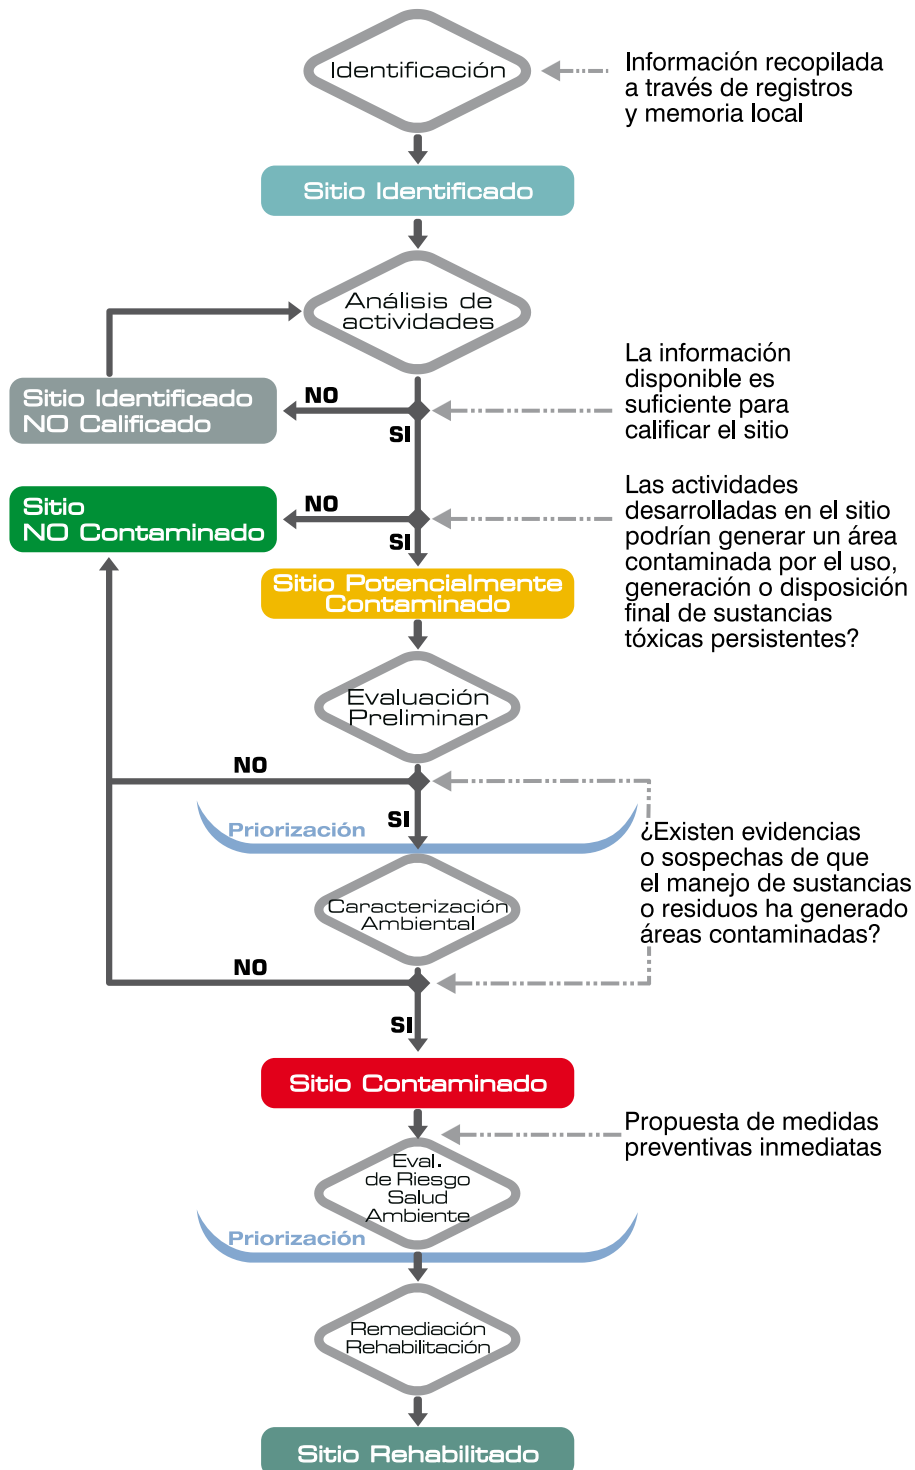 Identificación
Información recopilada
a través de registros
y memoria local
Sitio Identificado
Análisis de
actividades
La información
disponible es
suficiente para
calificar el sitio
Sitio Identificado
NO Calificado
NO
SI
Las actividades
desarrolladas en el sitio
podrían generar un área
contaminada por el uso,
generación o disposición
final de sustancias
tóxicas persistentes?
Sitio
NO Contaminado
NO
SI
Sitio Potencialmente
Contaminado
Evaluación
Preliminar
NO
SI
Priorización
¿Existen evidencias
o sospechas de que
el manejo de sustancias
o residuos ha generado
áreas contaminadas?
Caracterización
Ambiental
NO
SI
Sitio Contaminado
Propuesta de medidas
preventivas inmediatas
Eval.
de Riesgo
Salud
Ambiente
Priorización
Remediación
Rehabilitación
Sitio Rehabilitado